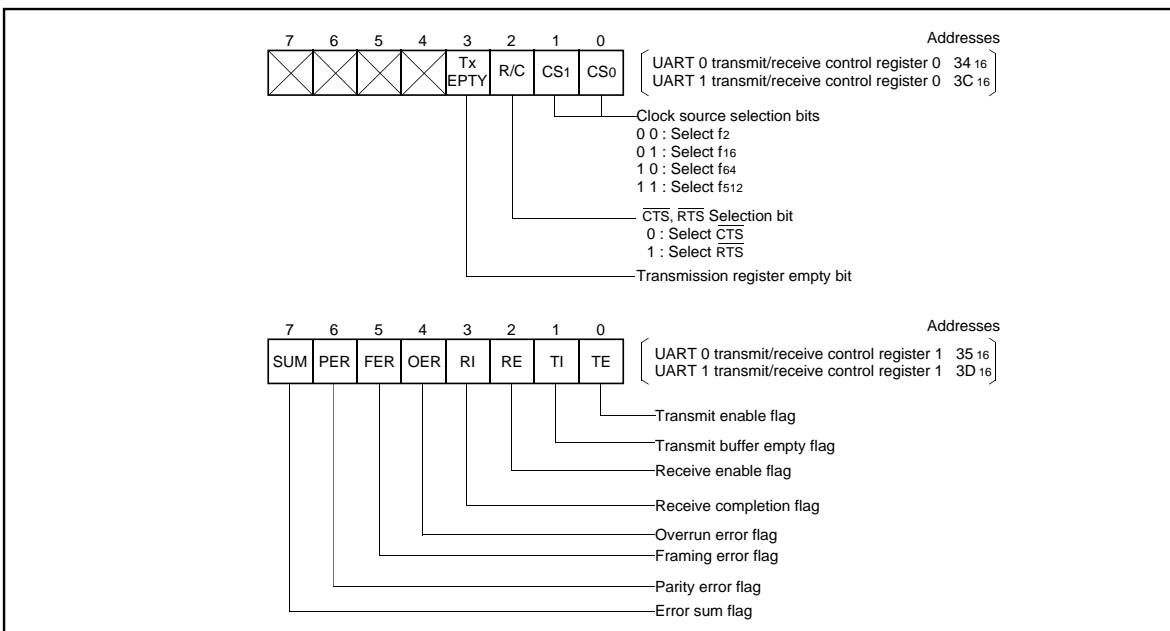 7 6 5 4 3 2 1 0
Addresses
Tx EPTY R/C CS1 CS0
UART 0 transmit/receive control register 0 34 16
UART 1 transmit/receive control register 0 3C 16
Clock source selection bits
0 0 : Select f2
0 1 : Select f16
1 0 : Select f64
1 1 : Select f512
CTS, RTS Selection bit
0 : Select CTS
1 : Select RTS
Transmission register empty bit
7 6 5 4 3 2 1 0
Addresses
SUM PER FER OER RI RE TI TE
UART 0 transmit/receive control register 1 35 16
UART 1 transmit/receive control register 1 3D 16
Transmit enable flag
Transmit buffer empty flag
Receive enable flag
Receive completion flag
Overrun error flag
Framing error flag
Parity error flag
Error sum flag